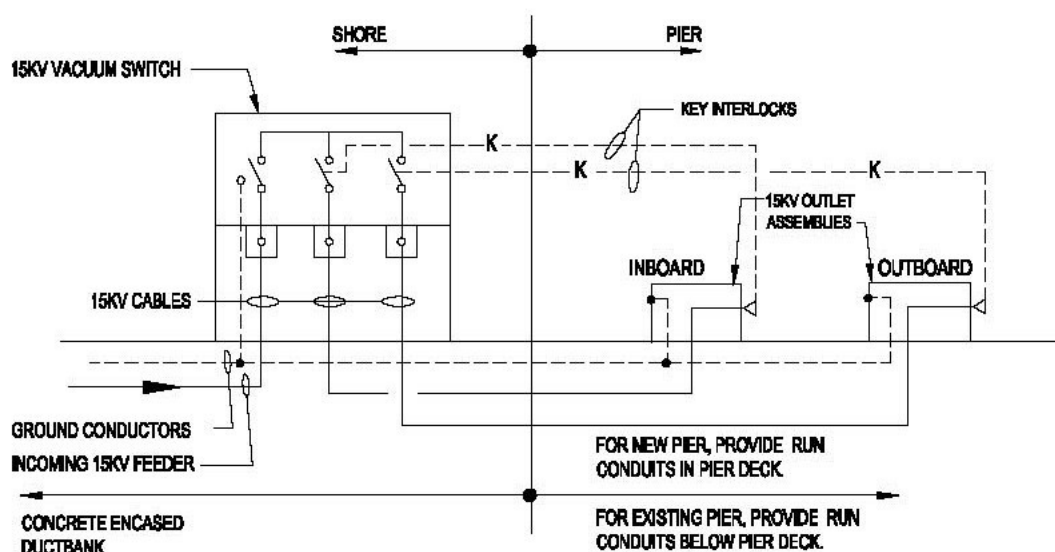 SHORE
PIER
15KV VACUUM SWITCH
KEY INTERLOCKS
K
K
K
15KV OUTLET
ASSEMBLIES
INBOARD
OUTBOARD
15KV CABLES
GROUND CONDUCTORS
INCOMING 15KV FEEDER
FOR NEW PIER, PROVIDE RUN
CONDUITS IN PIER DECK.
CONCRETE ENCASED
DUCTBANK
FOR EXISTING PIER, PROVIDE RUN
CONDUITS BELOW PIER DECK.